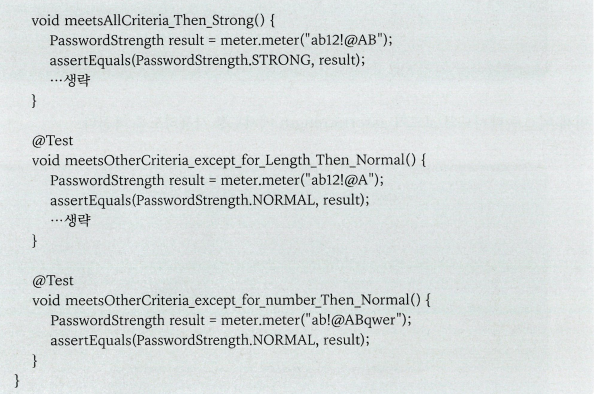 void meetsAllCriteria_Then_Strong() {
PasswordStrength result = meter.meter("ab12!@AB");
assertEquals(PasswordStrength.STRONG, result);
…생략
}
@Test
void meetsOtherCriteria_except_for_Length_Then_Normal() {
PasswordStrength result = meter.meter("ab12!@A");
assertEquals(PasswordStrength.NORMAL, result);
…생략
}
@Test
void meetsOtherCriteria_except_for_number_Then_Normal() {
PasswordStrength result = meter.meter("ab!@ABqwer");
assertEquals(PasswordStrength.NORMAL, result);
}
}